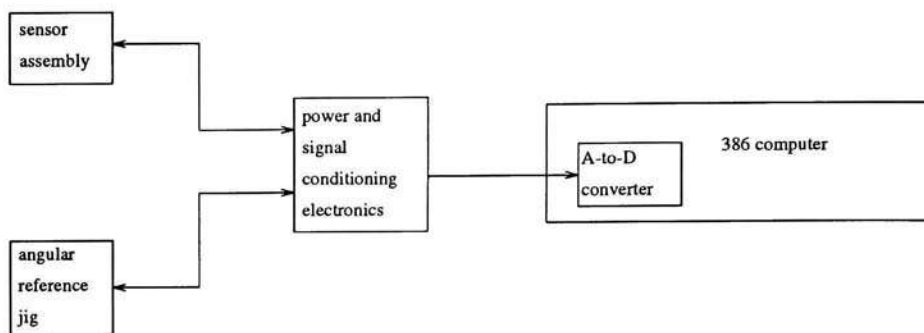 sensor
assembly
power and
signal
conditioning
electronics
386 computer
A-to-D
converter
angular
reference
jig